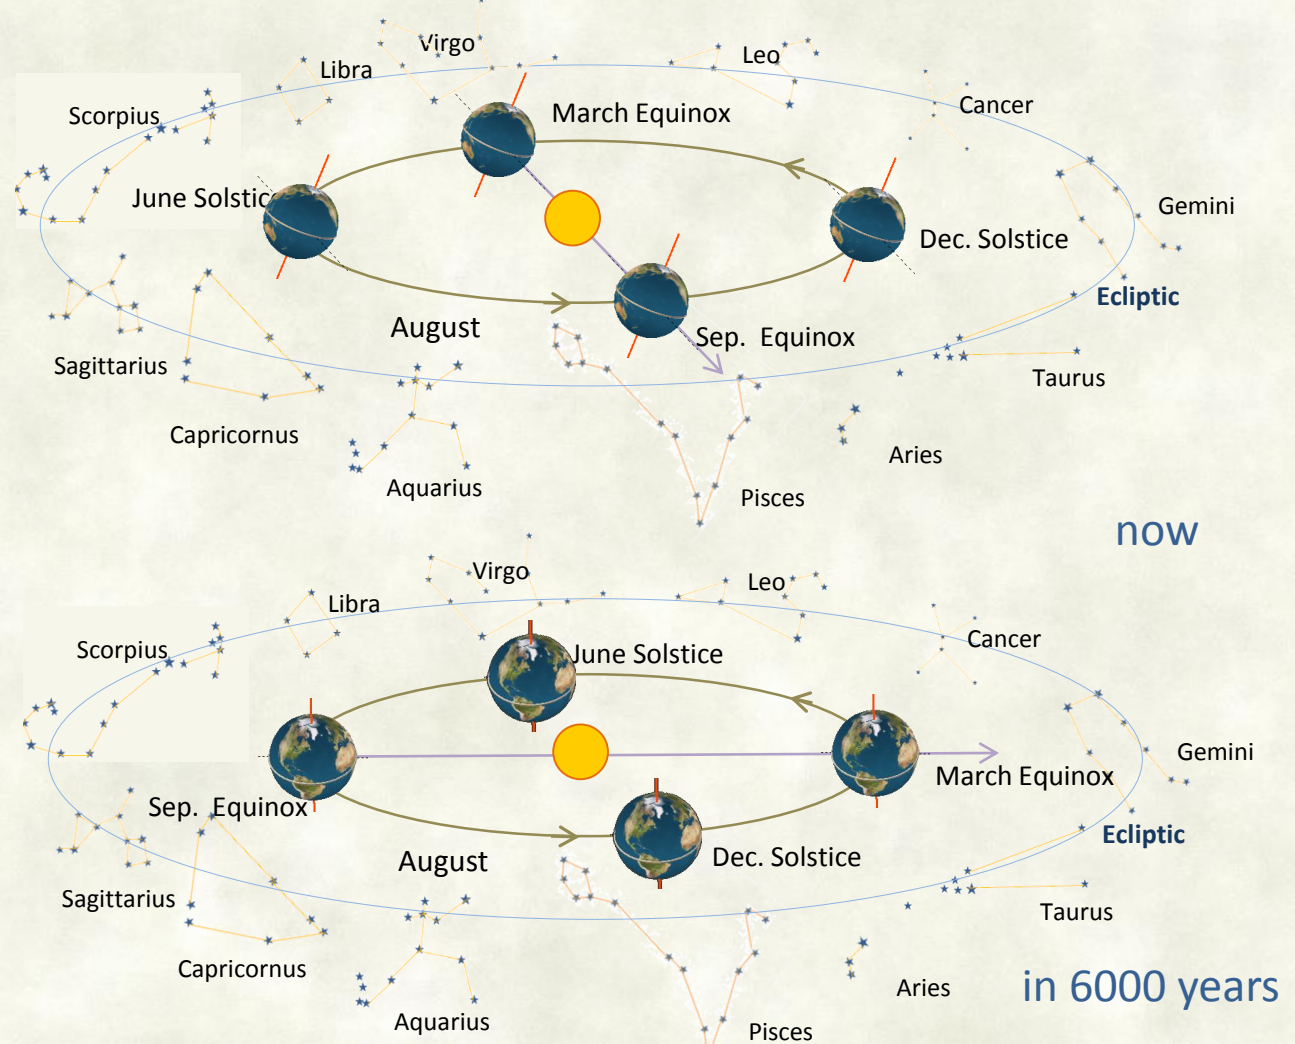 Virgo
Leo
Libra
Cancer
Scorpius
March Equinox
June Solstic
Gemini
Dec. Solstice
Ecliptic
August
Sep. Equinox
Sagittarius
Taurus
Capricornus
Aries
Aquarius
Pisces
now
Virgo
Leo
Libra
Cancer
Scorpius
June Solstice
Gemini
March Equinox
Sep. Equinox
Ecliptic
August
Dec. Solstice
Sagittarius
Taurus
Capricornus
Aries
in 6000 years
Aquarius
Pisces